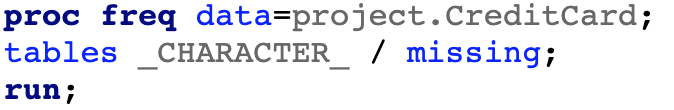 proc freq data=project.CreditCard;
tables _CHARACTER_ / missing;
run;